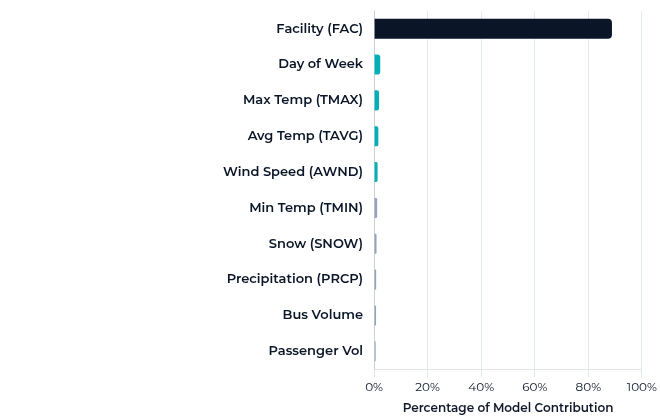 Facility (FAC)
Day of Week
Max Temp (TMAX)
Avg Temp (TAVG)
Wind Speed (AWND)
Min Temp (TMIN)
Snow (SNOW)
Precipitation (PRCP)
Bus Volume
Passenger Vol
0% 20% 40% 60% 80% 100%
Percentage of Model Contribution